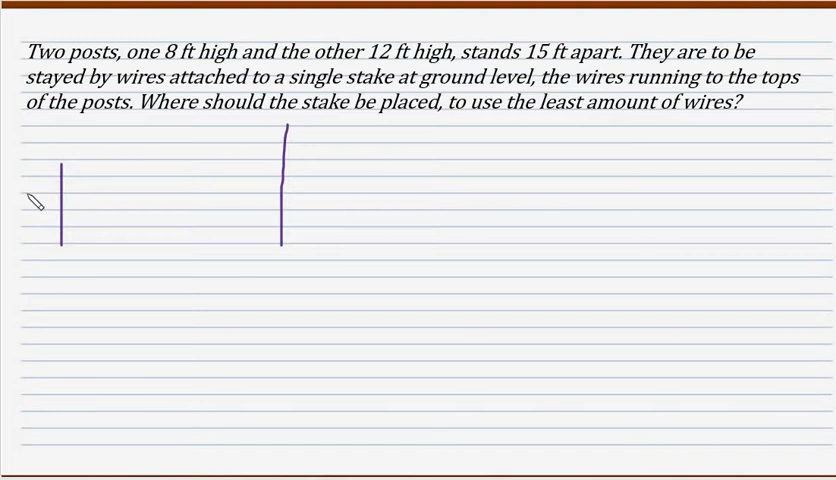 Two posts, one 8 ft high and the other 12 ft high, stands 15 ft apart. They are to be
stayed by wires attached to a single stake at ground level, the wires running to the tops
of the posts. Where should the stake be placed, to use the least amount of wires?